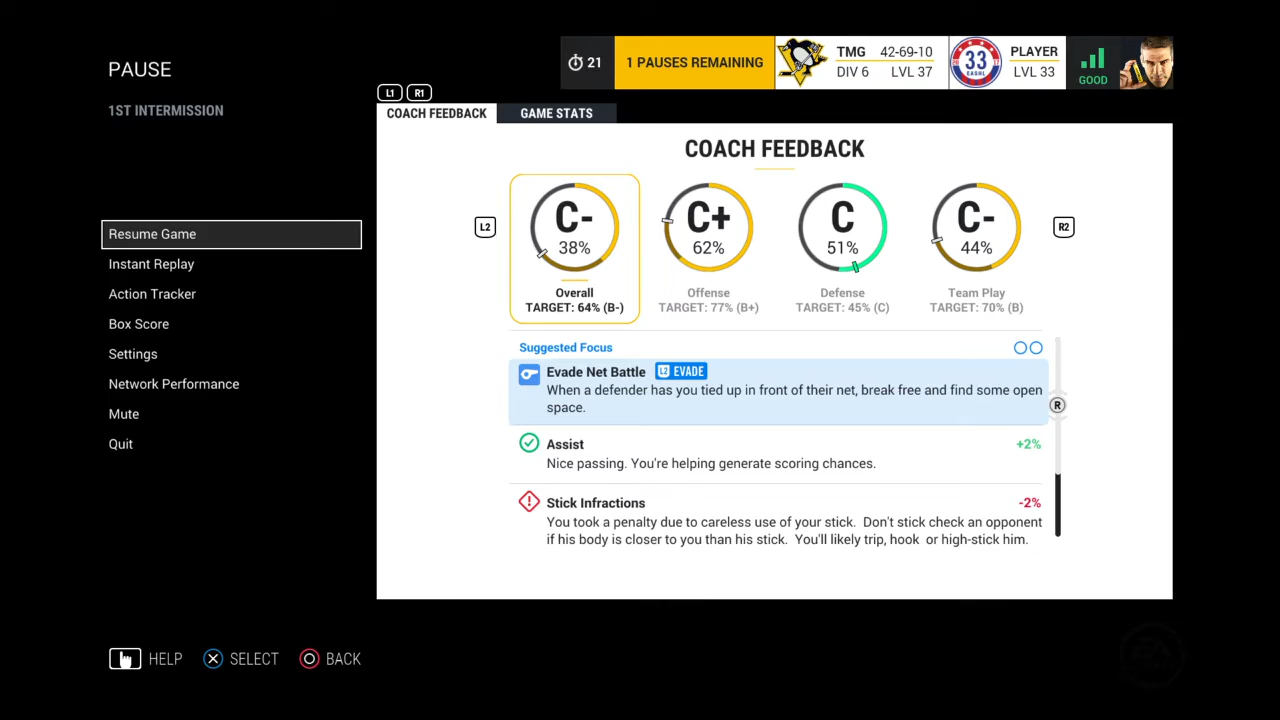 PAUSE
1ST INTERMISSION
21
1 PAUSES REMAINING
TMG 42-69-10
DIV 6 LVL 37
33
EASHL
PLAYER
LVL 33
GOOD
L1 R1
COACH FEEDBACK GAME STATS
COACH FEEDBACK
L2
C- 38%
Overall
TARGET: 64% (B-)
C+ 62%
Offense
TARGET: 77% (B+)
C 51%
Defense
TARGET: 45% (C)
C- 44%
Team Play
TARGET: 70% (B)
R2
Resume Game
Instant Replay
Action Tracker
Box Score
Settings
Network Performance
Mute
Quit
Suggested Focus
Evade Net Battle L2 EVADE
When a defender has you tied up in front of their net, break free and find some open
space.
R
Assist +2%
Nice passing. You're helping generate scoring chances.
Stick Infractions -2%
You took a penalty due to careless use of your stick. Don't stick check an opponent
if his body is closer to you than his stick. You'll likely trip, hook or high-stick him.
HELP SELECT BACK